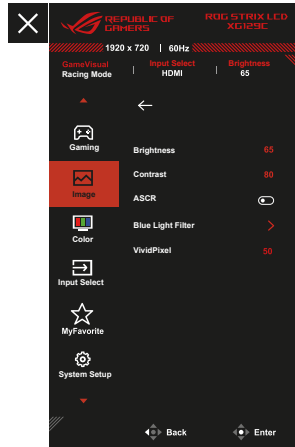 REPUBLIC OF
GAMERS
ROG STRIX LCD
XG129C
1920 x 720 | 60Hz
GameVisual
Racing Mode
Input Select
HDMI
Brightness
65
Gaming
Image
Color
Input Select
MyFavorite
System Setup
Brightness 65
Contrast 80
ASCR
Blue Light Filter
VividPixel 50
Back
Enter